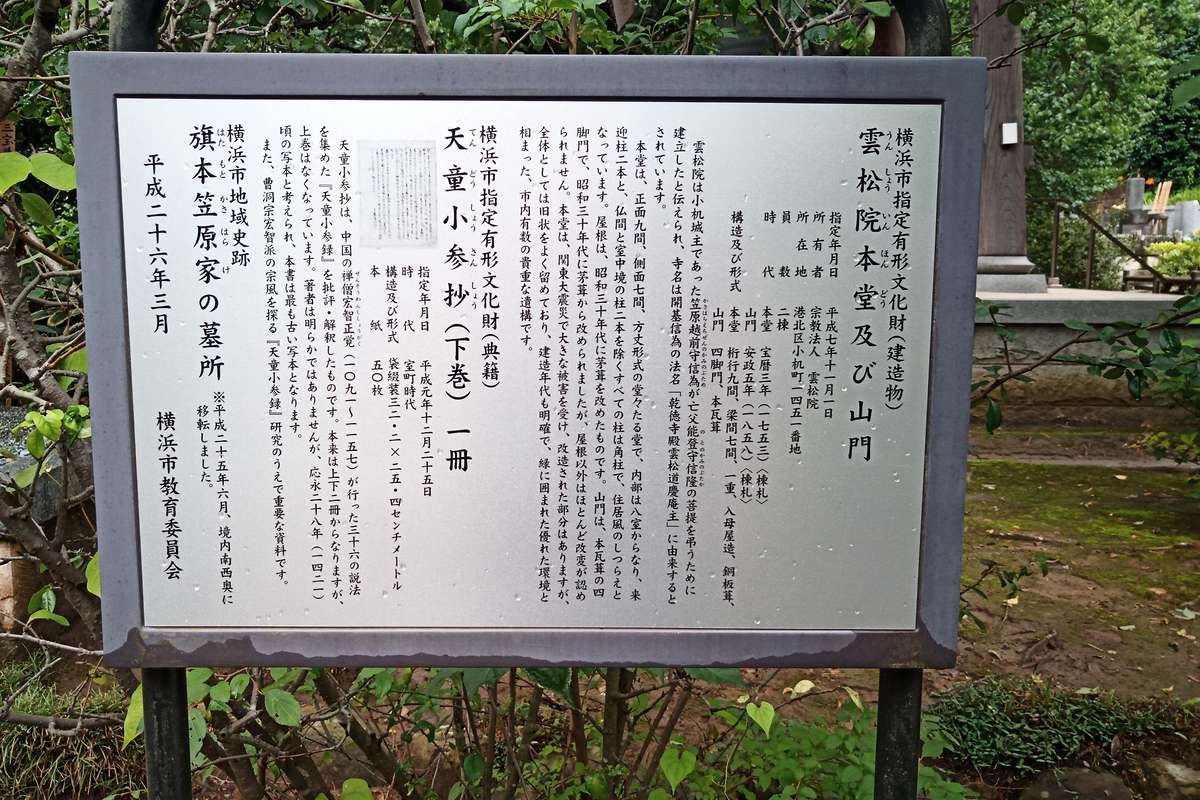 横浜市指定有形文化財(建造物)
雲松院本堂及び山門
指定年月日 平成七年十一月一日
所有者 宗教法人 雲松院
所在地 港北区小机町一四五一番地
員数 二棟
時代 本堂 宝暦三年(一七五三)〈棟札〉
山門 安政五年(一八五八)〈棟札〉
構造及び形式 本堂 桁行九間、梁間七間、一重、入母屋造、銅板葺、
山門 四脚門、本瓦葺
雲松院は小机城主であった笠原越前守信為が亡父能登守信隆の菩提を弔うために
建立したと伝えられ、寺名は開基信為の法名「乾徳寺殿雲松道慶庵主」に由来すると
されています。
本堂は、正面九間、側面七間、方丈形式の堂々たる堂で、内部は八室からなり、来
迎柱二本と、仏間と室中境の柱二本を除くすべての柱は角柱で、住居風のしつらえと
なっています。屋根は、昭和三十年代に茅葺を改めたものです。山門は、本瓦葺の四
脚門で、昭和三十年代に茅葺から改められましたが、屋根以外はほとんど改変が認め
られません。本堂は、関東大震災で大きな被害を受け、改造された部分はありますが、
全体としては旧状をよく留めており、建造年代も明確で、緑に囲まれた優れた環境と
相まった、市内有数の貴重な遺構です。
横浜市指定有形文化財(典籍)
天童小参抄(下巻)一冊
指定年月日 平成元年十二月二十五日
時代 室町時代
構造及び形式 袋綴装三二・二×二五・四センチメートル
本紙 五〇枚
天童小参抄は、中国の禅僧宏智正覚(一〇九一〜一一五七)が行った三十六の説法
を集めた『天童小参録』を批評・解釈したものです。本来は上下二冊からなりますが、
上巻はなくなっています。著者は明らかではありませんが、応永二十八年(一四二一)
頃の写本と考えられ、本書は最も古い写本となります。
また、曹洞宗宏智派の宗風を探る『天童小参録』研究のうえで重要な資料です。
横浜市地域史跡
旗本笠原家の墓所 ※平成二十五年六月、境内南西奥に
移転しました。
平成二十六年三月 横浜市教育委員会